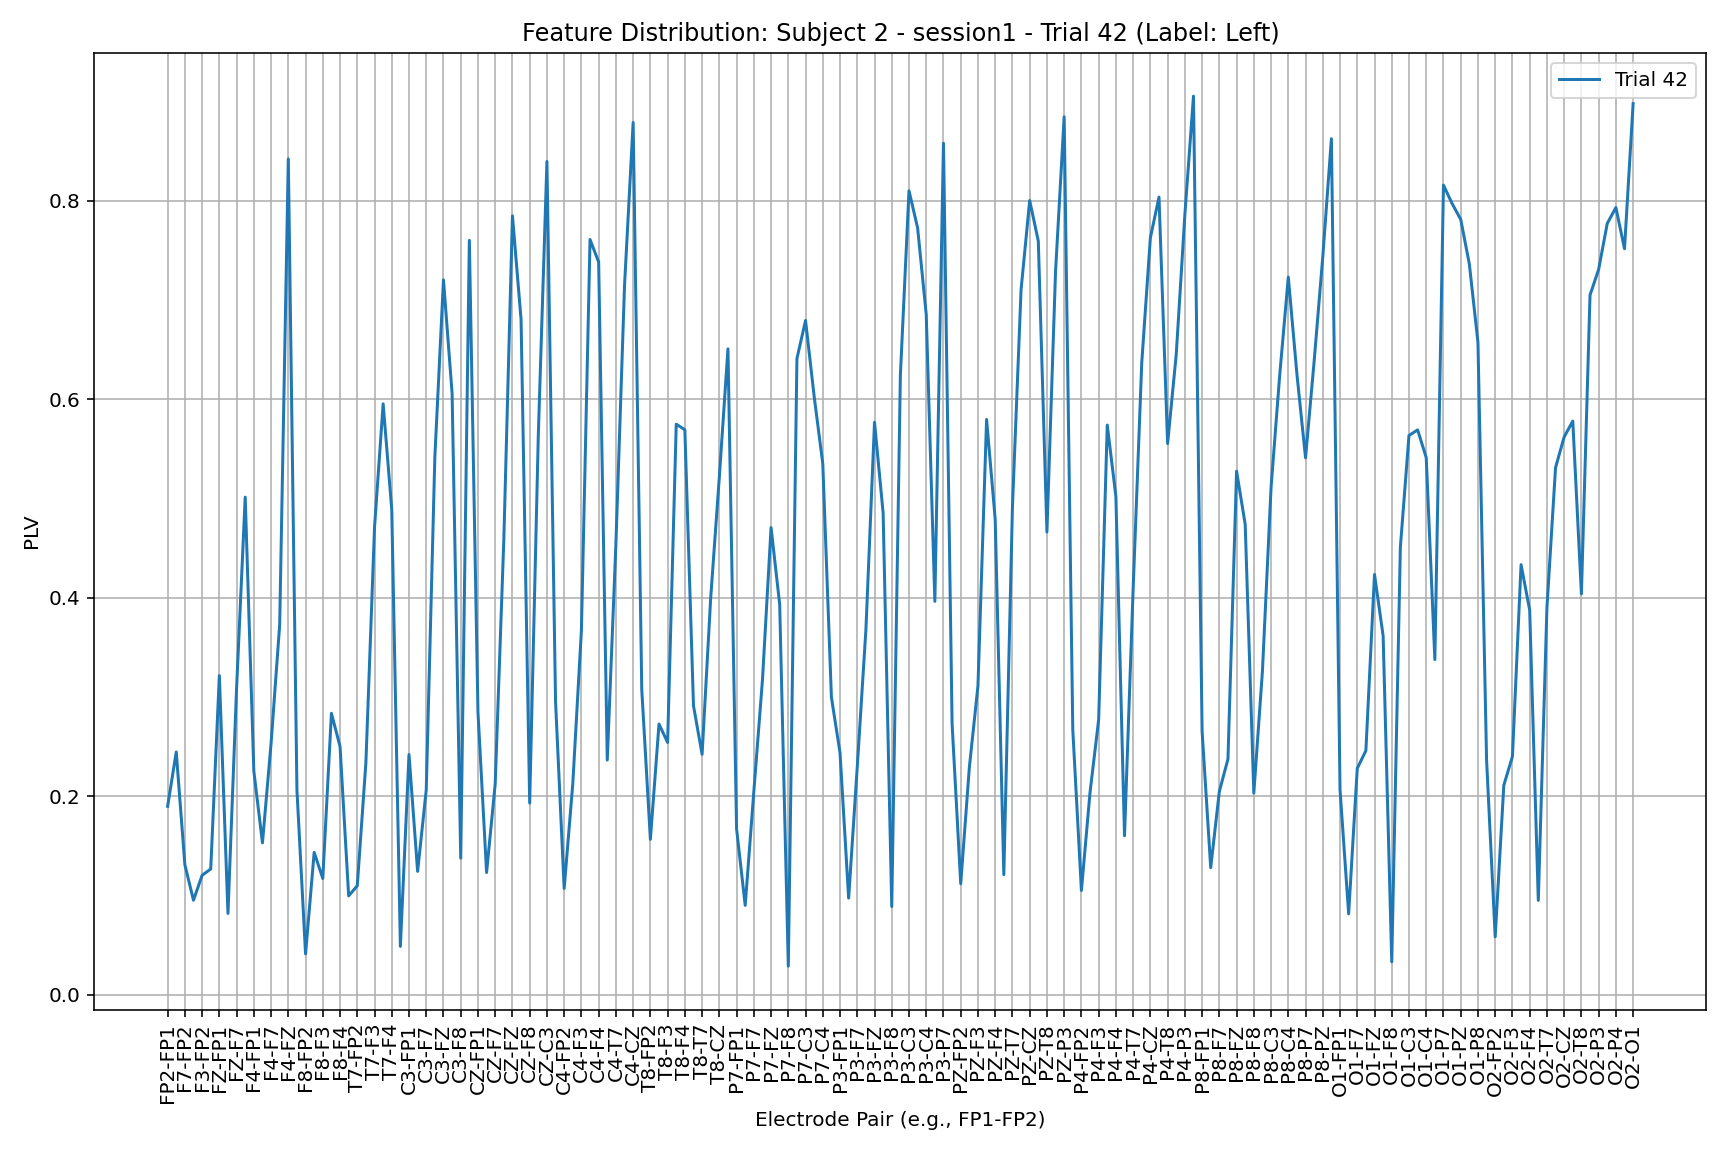 Feature Distribution: Subject 2 - session1 - Trial 42 (Label: Left)
Trial 42
PLV
0.8
0.6
0.4
0.2
0.0
FP2-FP1
F7-FP2
F3-FP2
FZ-FP1
FZ-F7
F4-FP1
F4-F7
F4-FZ
F8-FP2
F8-F3
F8-F4
T7-FP2
T7-F3
T7-F4
C3-FP1
C3-F7
C3-FZ
C3-F8
CZ-FP1
CZ-F7
CZ-FZ
CZ-F8
CZ-C3
C4-FP2
C4-F3
C4-F4
C4-T7
C4-CZ
T8-FP2
T8-F3
T8-F4
T8-T7
T8-CZ
P7-FP1
P7-F7
P7-FZ
P7-F8
P7-C3
P7-C4
P3-FP1
P3-F7
P3-FZ
P3-F8
P3-C3
P3-C4
P3-P7
PZ-FP2
PZ-F3
PZ-F4
PZ-T7
PZ-CZ
PZ-T8
PZ-P3
P4-FP2
P4-F3
P4-F4
P4-T7
P4-CZ
P4-T8
P4-P3
P8-FP1
P8-F7
P8-FZ
P8-F8
P8-C3
P8-C4
P8-P7
P8-PZ
O1-FP1
O1-F7
O1-FZ
O1-F8
O1-C3
O1-C4
O1-P7
O1-PZ
O1-P8
O2-FP2
O2-F3
O2-F4
O2-T7
O2-CZ
O2-T8
O2-P3
O2-P4
O2-O1
Electrode Pair (e.g., FP1-FP2)